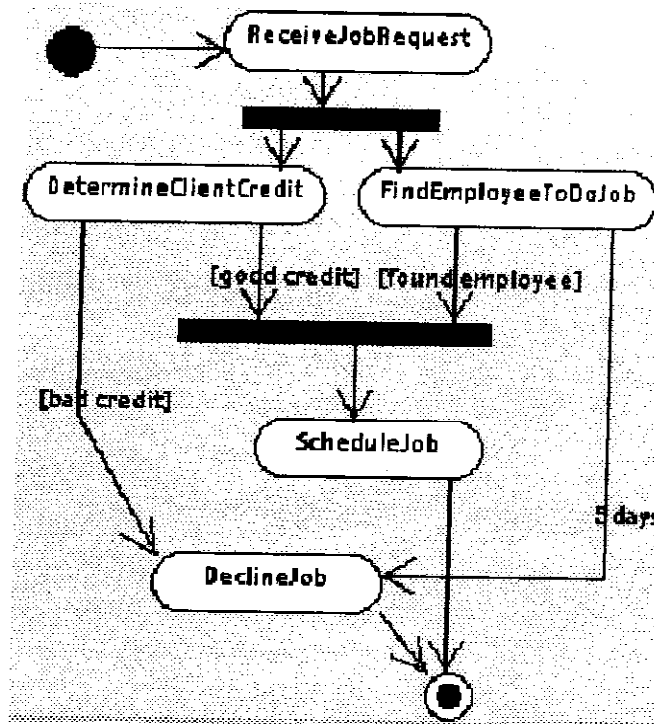 ReceiveJobRequest
DetermineClientCredit
FindEmployeeToDoJob
[good credit]
[found employee]
[bad credit]
ScheduleJob
5 days
DeclineJob